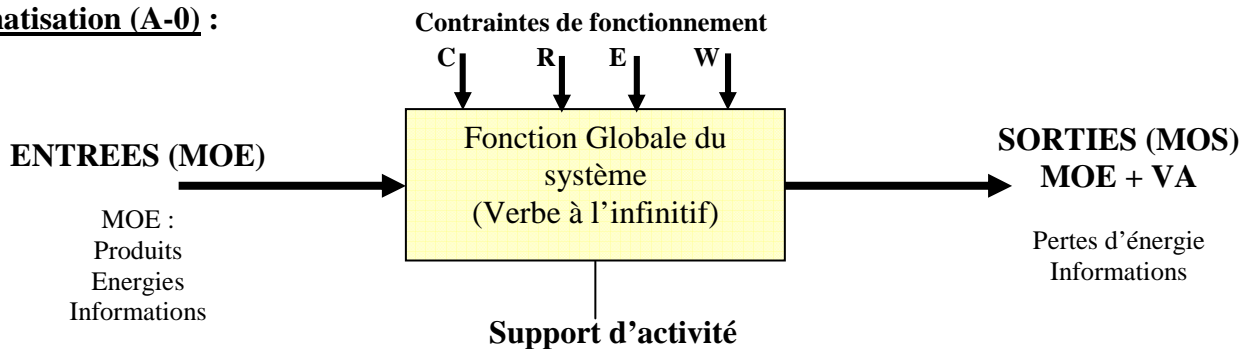 natisation (A-0) :
Contraintes de fonctionnement
C R E W
ENTREES (MOE)
MOE :
Produits
Energies
Informations
Fonction Globale du
système
(Verbe à l’infinitif)
SORTIES (MOS)
MOE + VA
Pertes d’énergie
Informations
Support d’activité